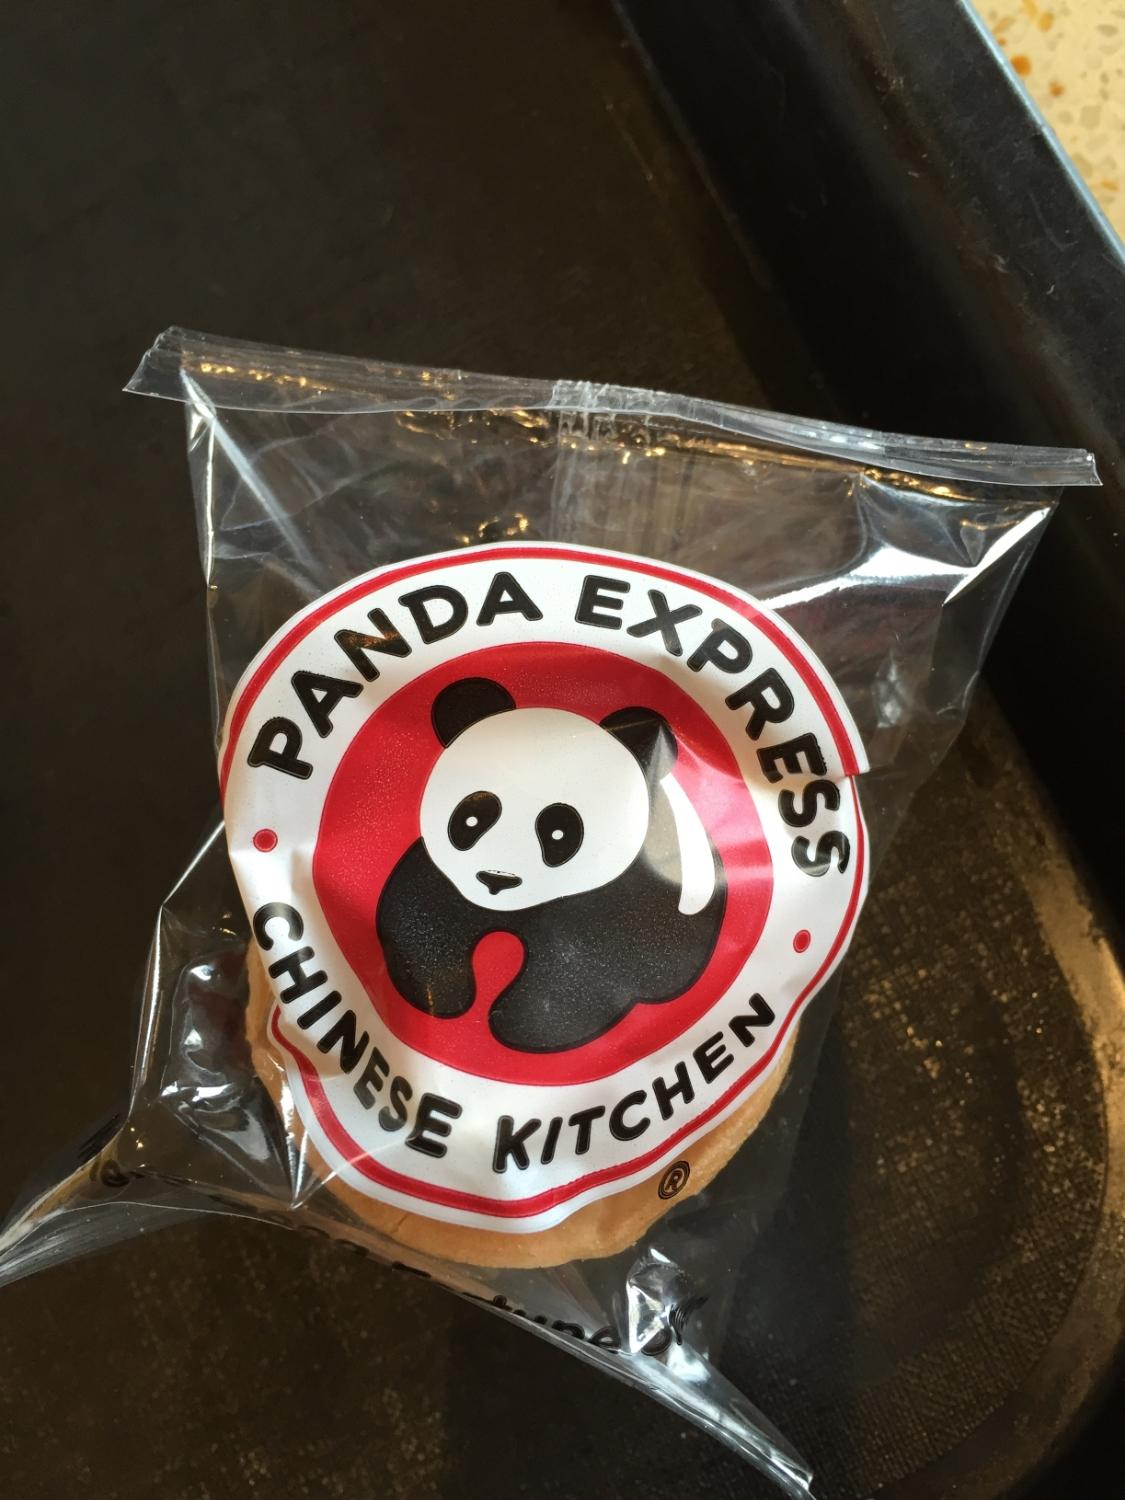 PANDA EXPRESS
CHINESE KITCHEN
®